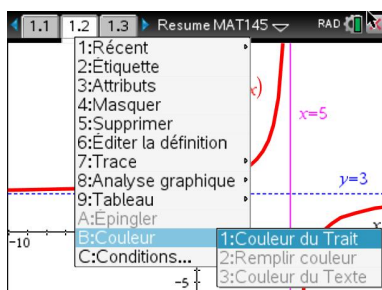 1.1 1.2 1.3 Resume MAT145 RAD
1:Récent
2:Étiquette
3:Attributs
4:Masquer
5:Supprimer
6:Éditer la définition
7:Trace
8:Analyse graphique
9:Tableau
A:Épingler
B:Couleur
C:Conditions...
1:Couleur du Trait
2:Remplir couleur
3:Couleur du Texte
x)
x=5
y=3
x
-10
-5